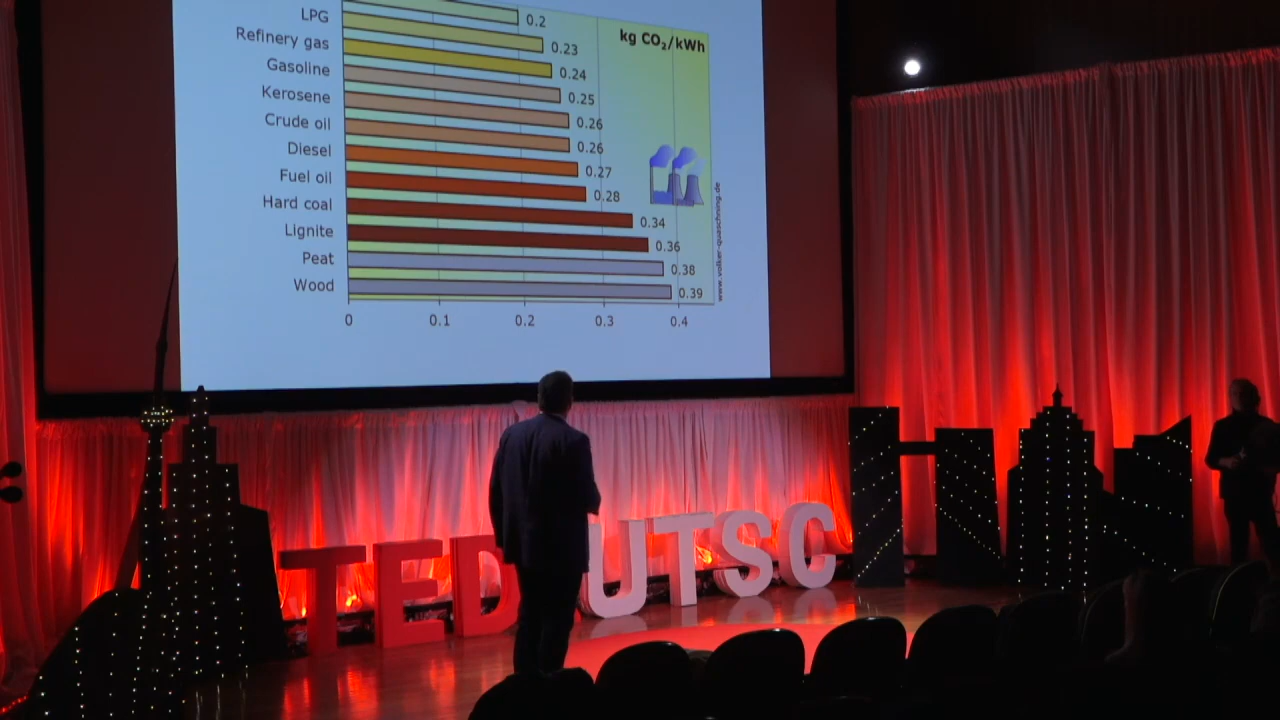 LPG 0.2
kg CO₂/kWh
Refinery gas 0.23
Gasoline 0.24
Kerosene 0.25
Crude oil 0.26
Diesel 0.26
Fuel oil 0.27
Hard coal 0.28
Lignite 0.34
Peat 0.36
Wood 0.38
0.39
0 0.1 0.2 0.3 0.4
www.volker-quaschning.de
TED UTSC